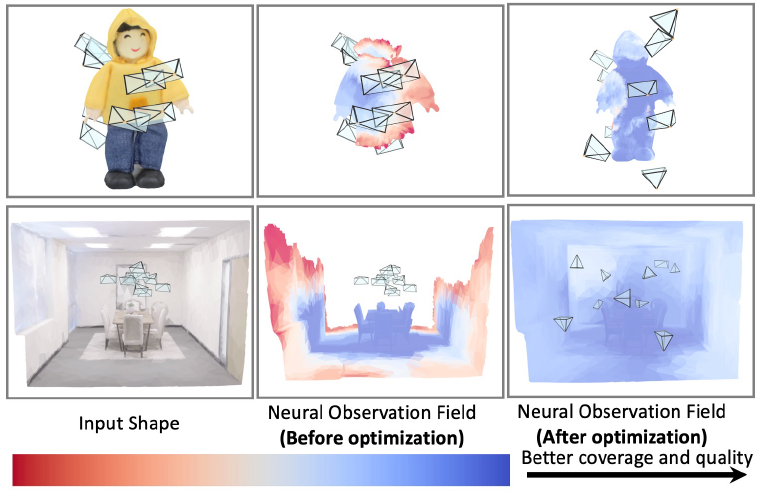 Input Shape
Neural Observation Field
(Before optimization)
Neural Observation Field
(After optimization)
Better coverage and quality